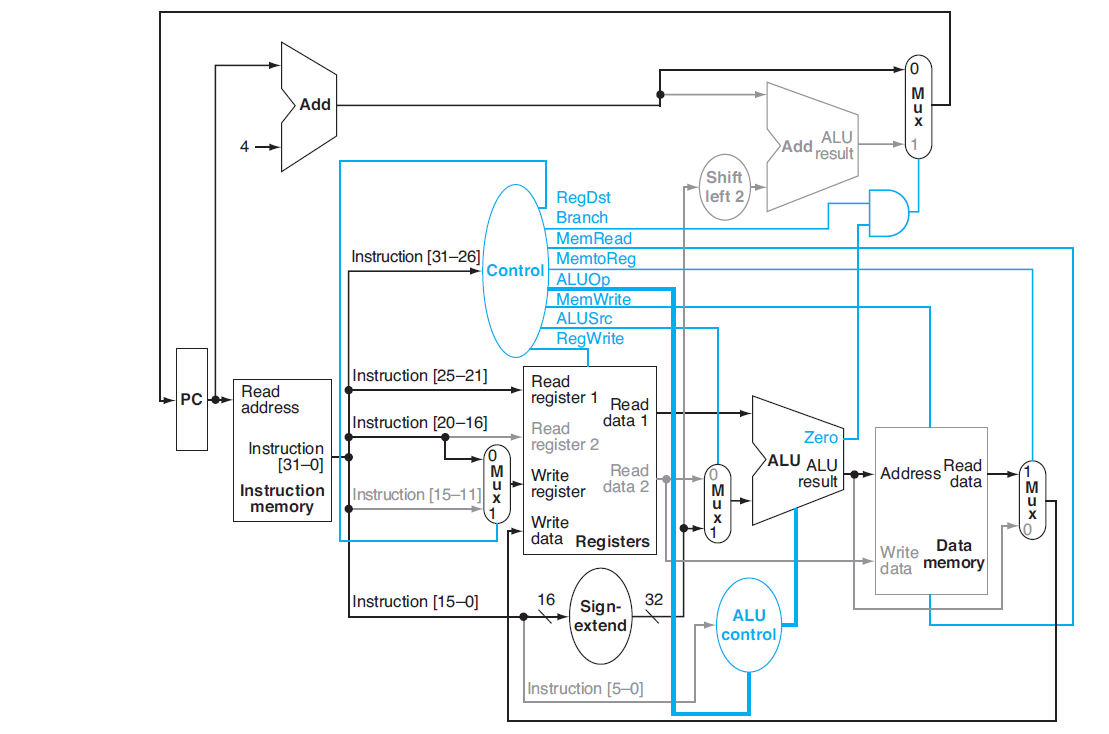 0
M
u
x
1
Add
4
Add
ALU
result
Shift
left 2
RegDst
Branch
MemRead
MemtoReg
ALUOp
MemWrite
ALUSrc
RegWrite
Instruction [31–26]
Control
PC
Read
address
Instruction
[31–0]
Instruction
memory
Instruction [25–21]
Instruction [20–16]
Instruction [15–11]
0
M
u
x
1
Read
register 1
Read
register 2
Write
register
Write
data
Read
data 1
Read
data 2
Registers
0
M
u
x
1
Zero
ALU
ALU
result
Address
Read
data
Write
data
Data
memory
1
M
u
x
0
Instruction [15–0]
16
Sign-
extend
32
ALU
control
Instruction [5–0]